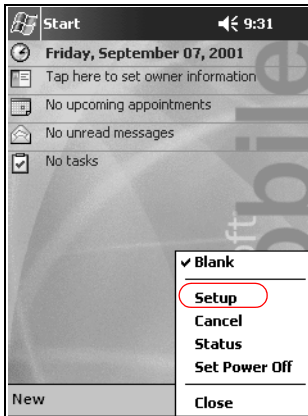 Start 9:31
Friday, September 07, 2001
Tap here to set owner information
No upcoming appointments
No unread messages
No tasks
Blank
Setup
Cancel
Status
Set Power Off
Close
New